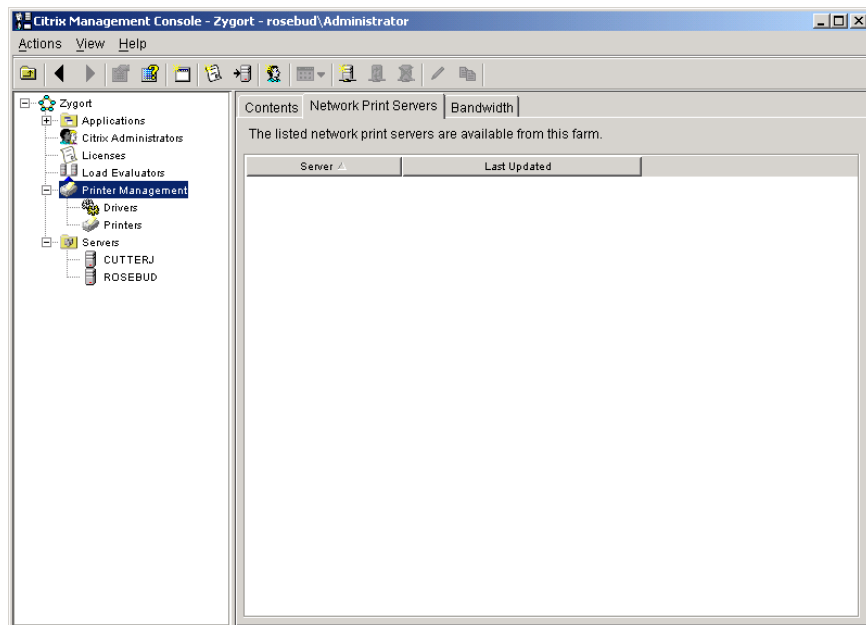 Citrix Management Console - Zygort - rosebud\Administrator
Actions View Help
Zygort
Applications
Citrix Administrators
Licenses
Load Evaluators
Printer Management
Drivers
Printers
Servers
CUTTERJ
ROSEBUD
Contents Network Print Servers Bandwidth
The listed network print servers are available from this farm.
Server Last Updated